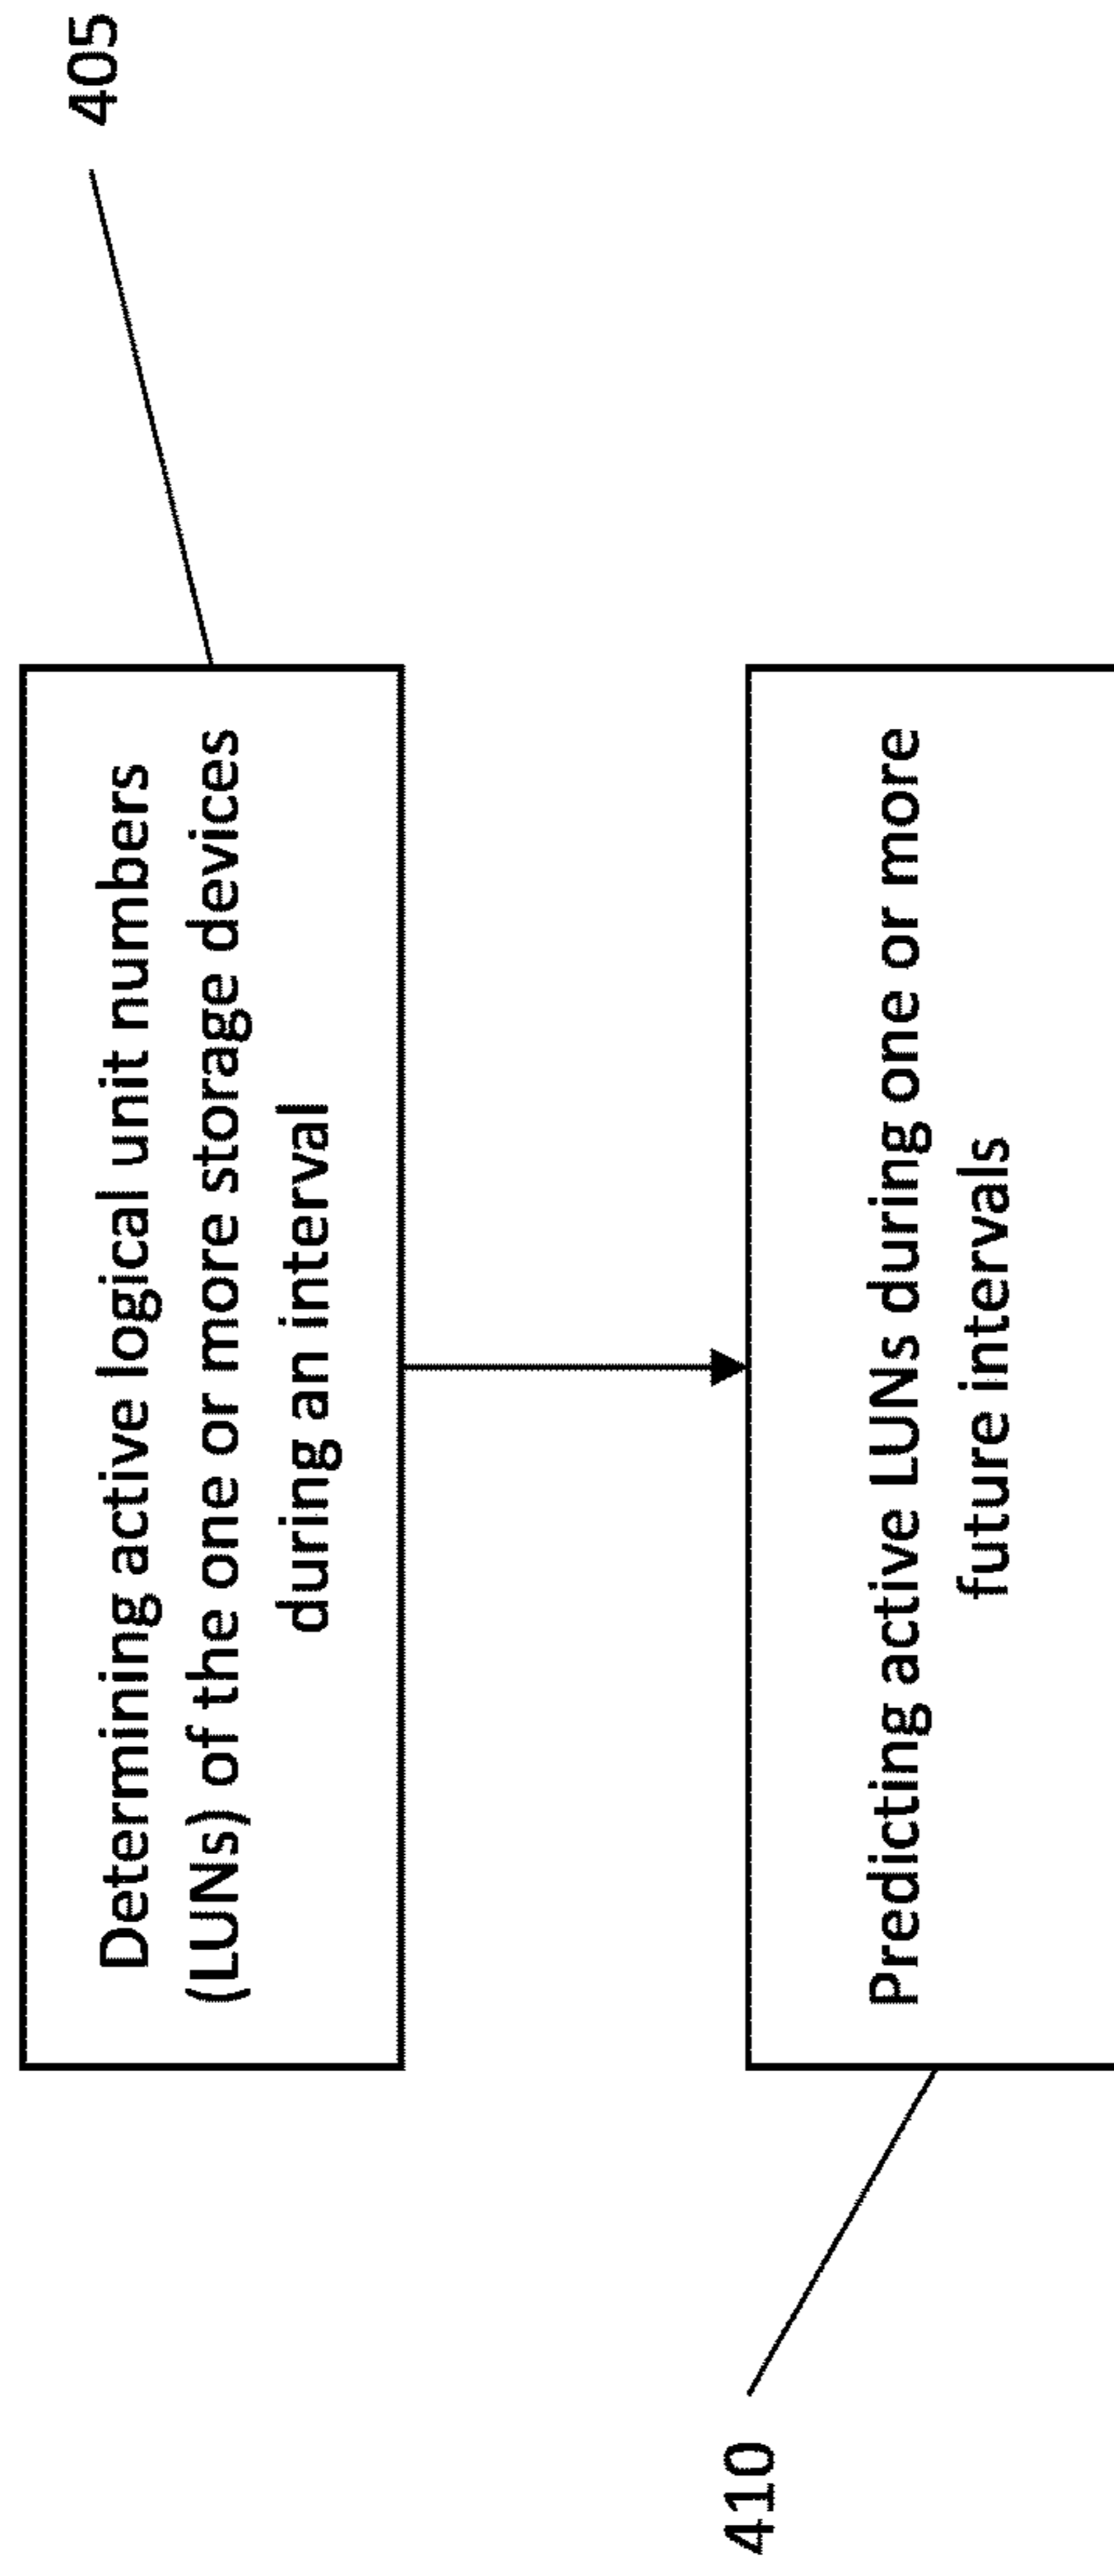 405
Determining active logical unit numbers
(LUNs) of the one or more storage devices
during an interval
Predicting active LUNs during one or more
future intervals
410